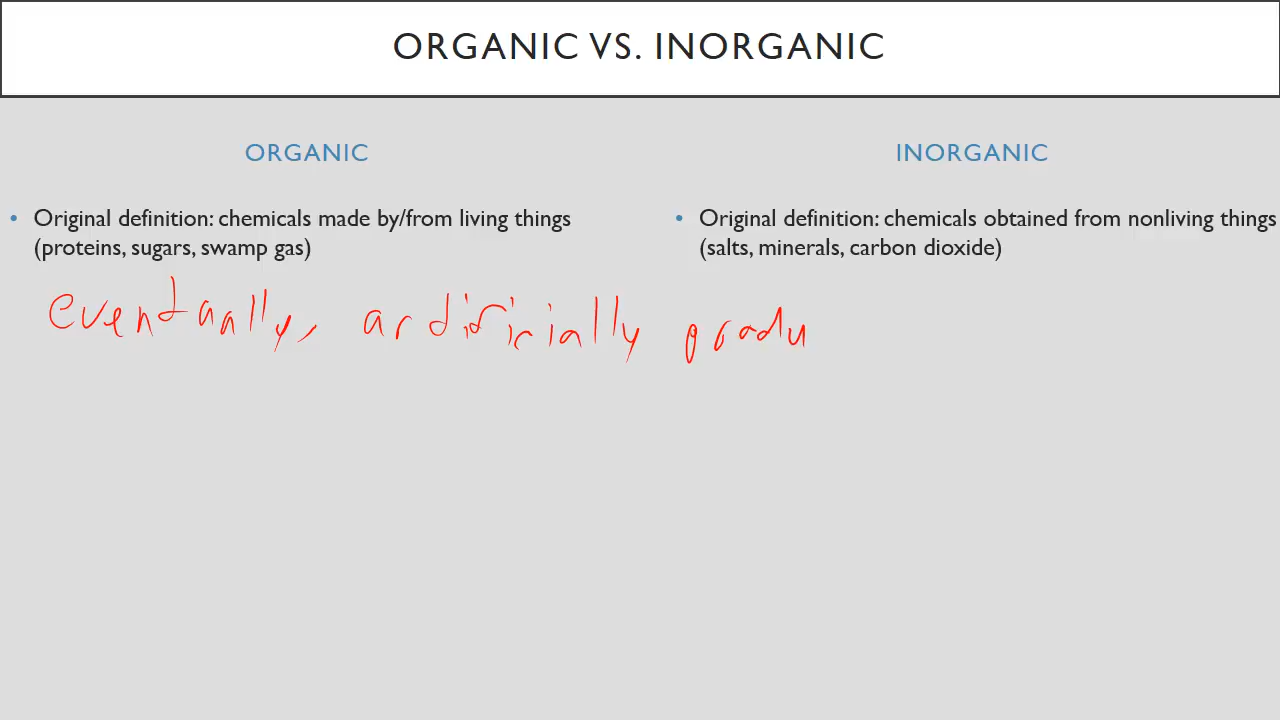 ORGANIC VS. INORGANIC
ORGANIC
• Original definition: chemicals made by/from living things
(proteins, sugars, swamp gas)
INORGANIC
• Original definition: chemicals obtained from nonliving things
(salts, minerals, carbon dioxide)
eventually, artificially produ